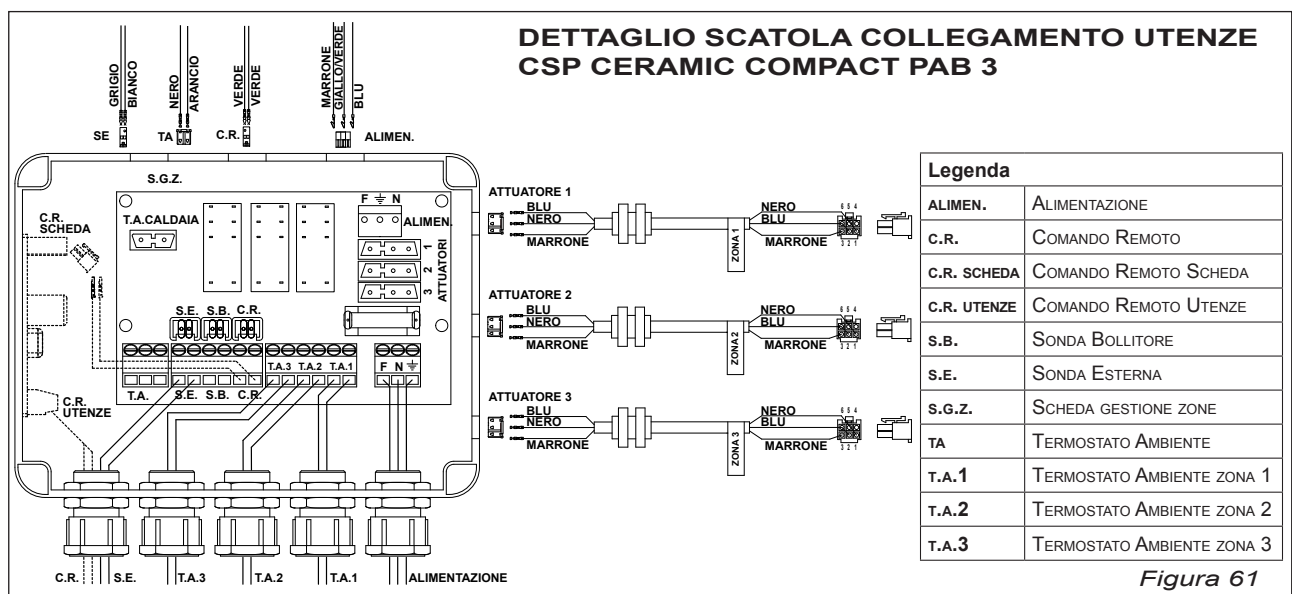 DETTAGLIO SCATOLA COLLEGAMENTO UTENZE
CSP CERAMIC COMPACT PAB 3
GRIGIO
BIANCO
NERO
ARANCIO
VERDE
VERDE
MARRONE
GIALLO/VERDE
BLU
SE
TA
C.R.
ALIMEN.
S.G.Z.
C.R.
SCHEDA
T.A.CALDAIA
F N
ALIMEN.
1
2
3
ATTUATORI
S.E. S.B. C.R.
T.A.3 T.A.2 T.A.1
F N
T.A. S.E. S.B. C.R.
C.R.
UTENZE
C.R. S.E. T.A.3 T.A.2 T.A.1 ALIMENTAZIONE
ATTUATORE 1
BLU
NERO
MARRONE
ZONA 1
NERO
BLU
MARRONE
6 5 4
3 2 1
ATTUATORE 2
BLU
NERO
MARRONE
ZONA2
NERO
BLU
MARRONE
6 5 4
3 2 1
ATTUATORE 3
BLU
NERO
MARRONE
ZONA 3
NERO
BLU
MARRONE
6 5 4
3 2 1
Legenda
ALIMEN. ALIMENTAZIONE
C.R. COMANDO REMOTO
C.R. SCHEDA COMANDO REMOTO SCHEDA
C.R. UTENZE COMANDO REMOTO UTENZE
S.B. SONDA BOLLITORE
S.E. SONDA ESTERNA
S.G.Z. SCHEDA GESTIONE ZONE
TA TERMOSTATO AMBIENTE
T.A.1 TERMOSTATO AMBIENTE ZONA 1
T.A.2 TERMOSTATO AMBIENTE ZONA 2
T.A.3 TERMOSTATO AMBIENTE ZONA 3
Figura 61